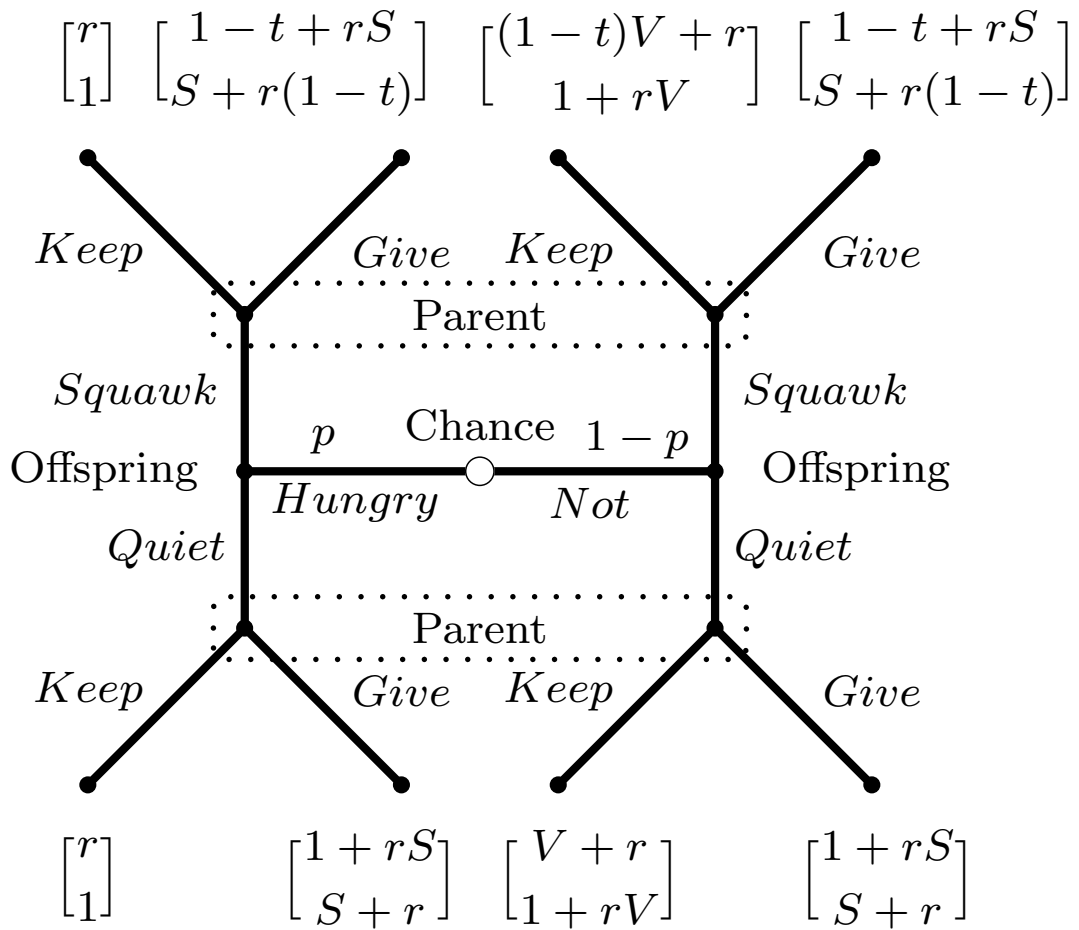 [r 1] [1 − t + rS S + r(1 − t)] [(1 − t)V + r 1 + rV] [1 − t + rS S + r(1 − t)]
Keep Give Keep Give
Parent
Squawk Squawk
p Chance 1 − p
Offspring Offspring
Hungry Not
Quiet Quiet
Parent
Keep Give Keep Give
[r 1] [1 + rS S + r] [V + r 1 + rV] [1 + rS S + r]